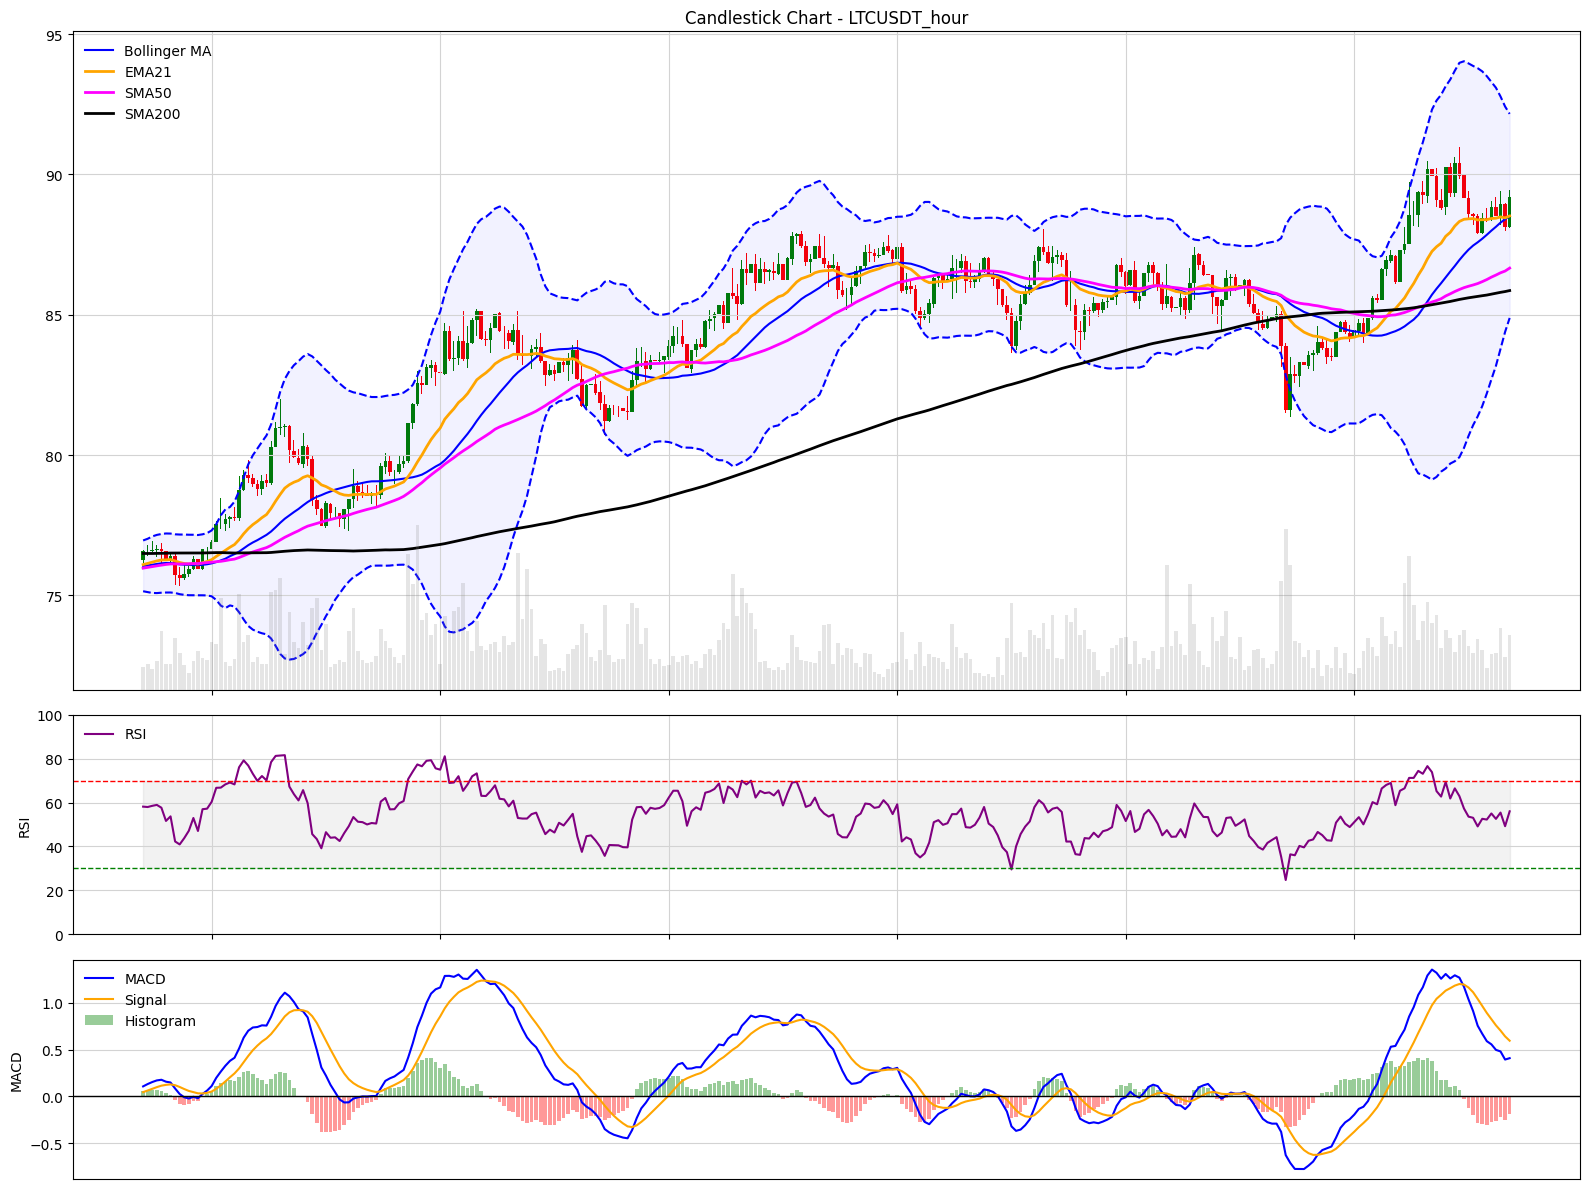 Candlestick Chart - LTCUSDT_hour
95
90
85
80
75
Bollinger MA
EMA21
SMA50
SMA200
100
80
60
40
20
0
RSI
RSI
1.0
0.5
0.0
−0.5
MACD
MACD
Signal
Histogram